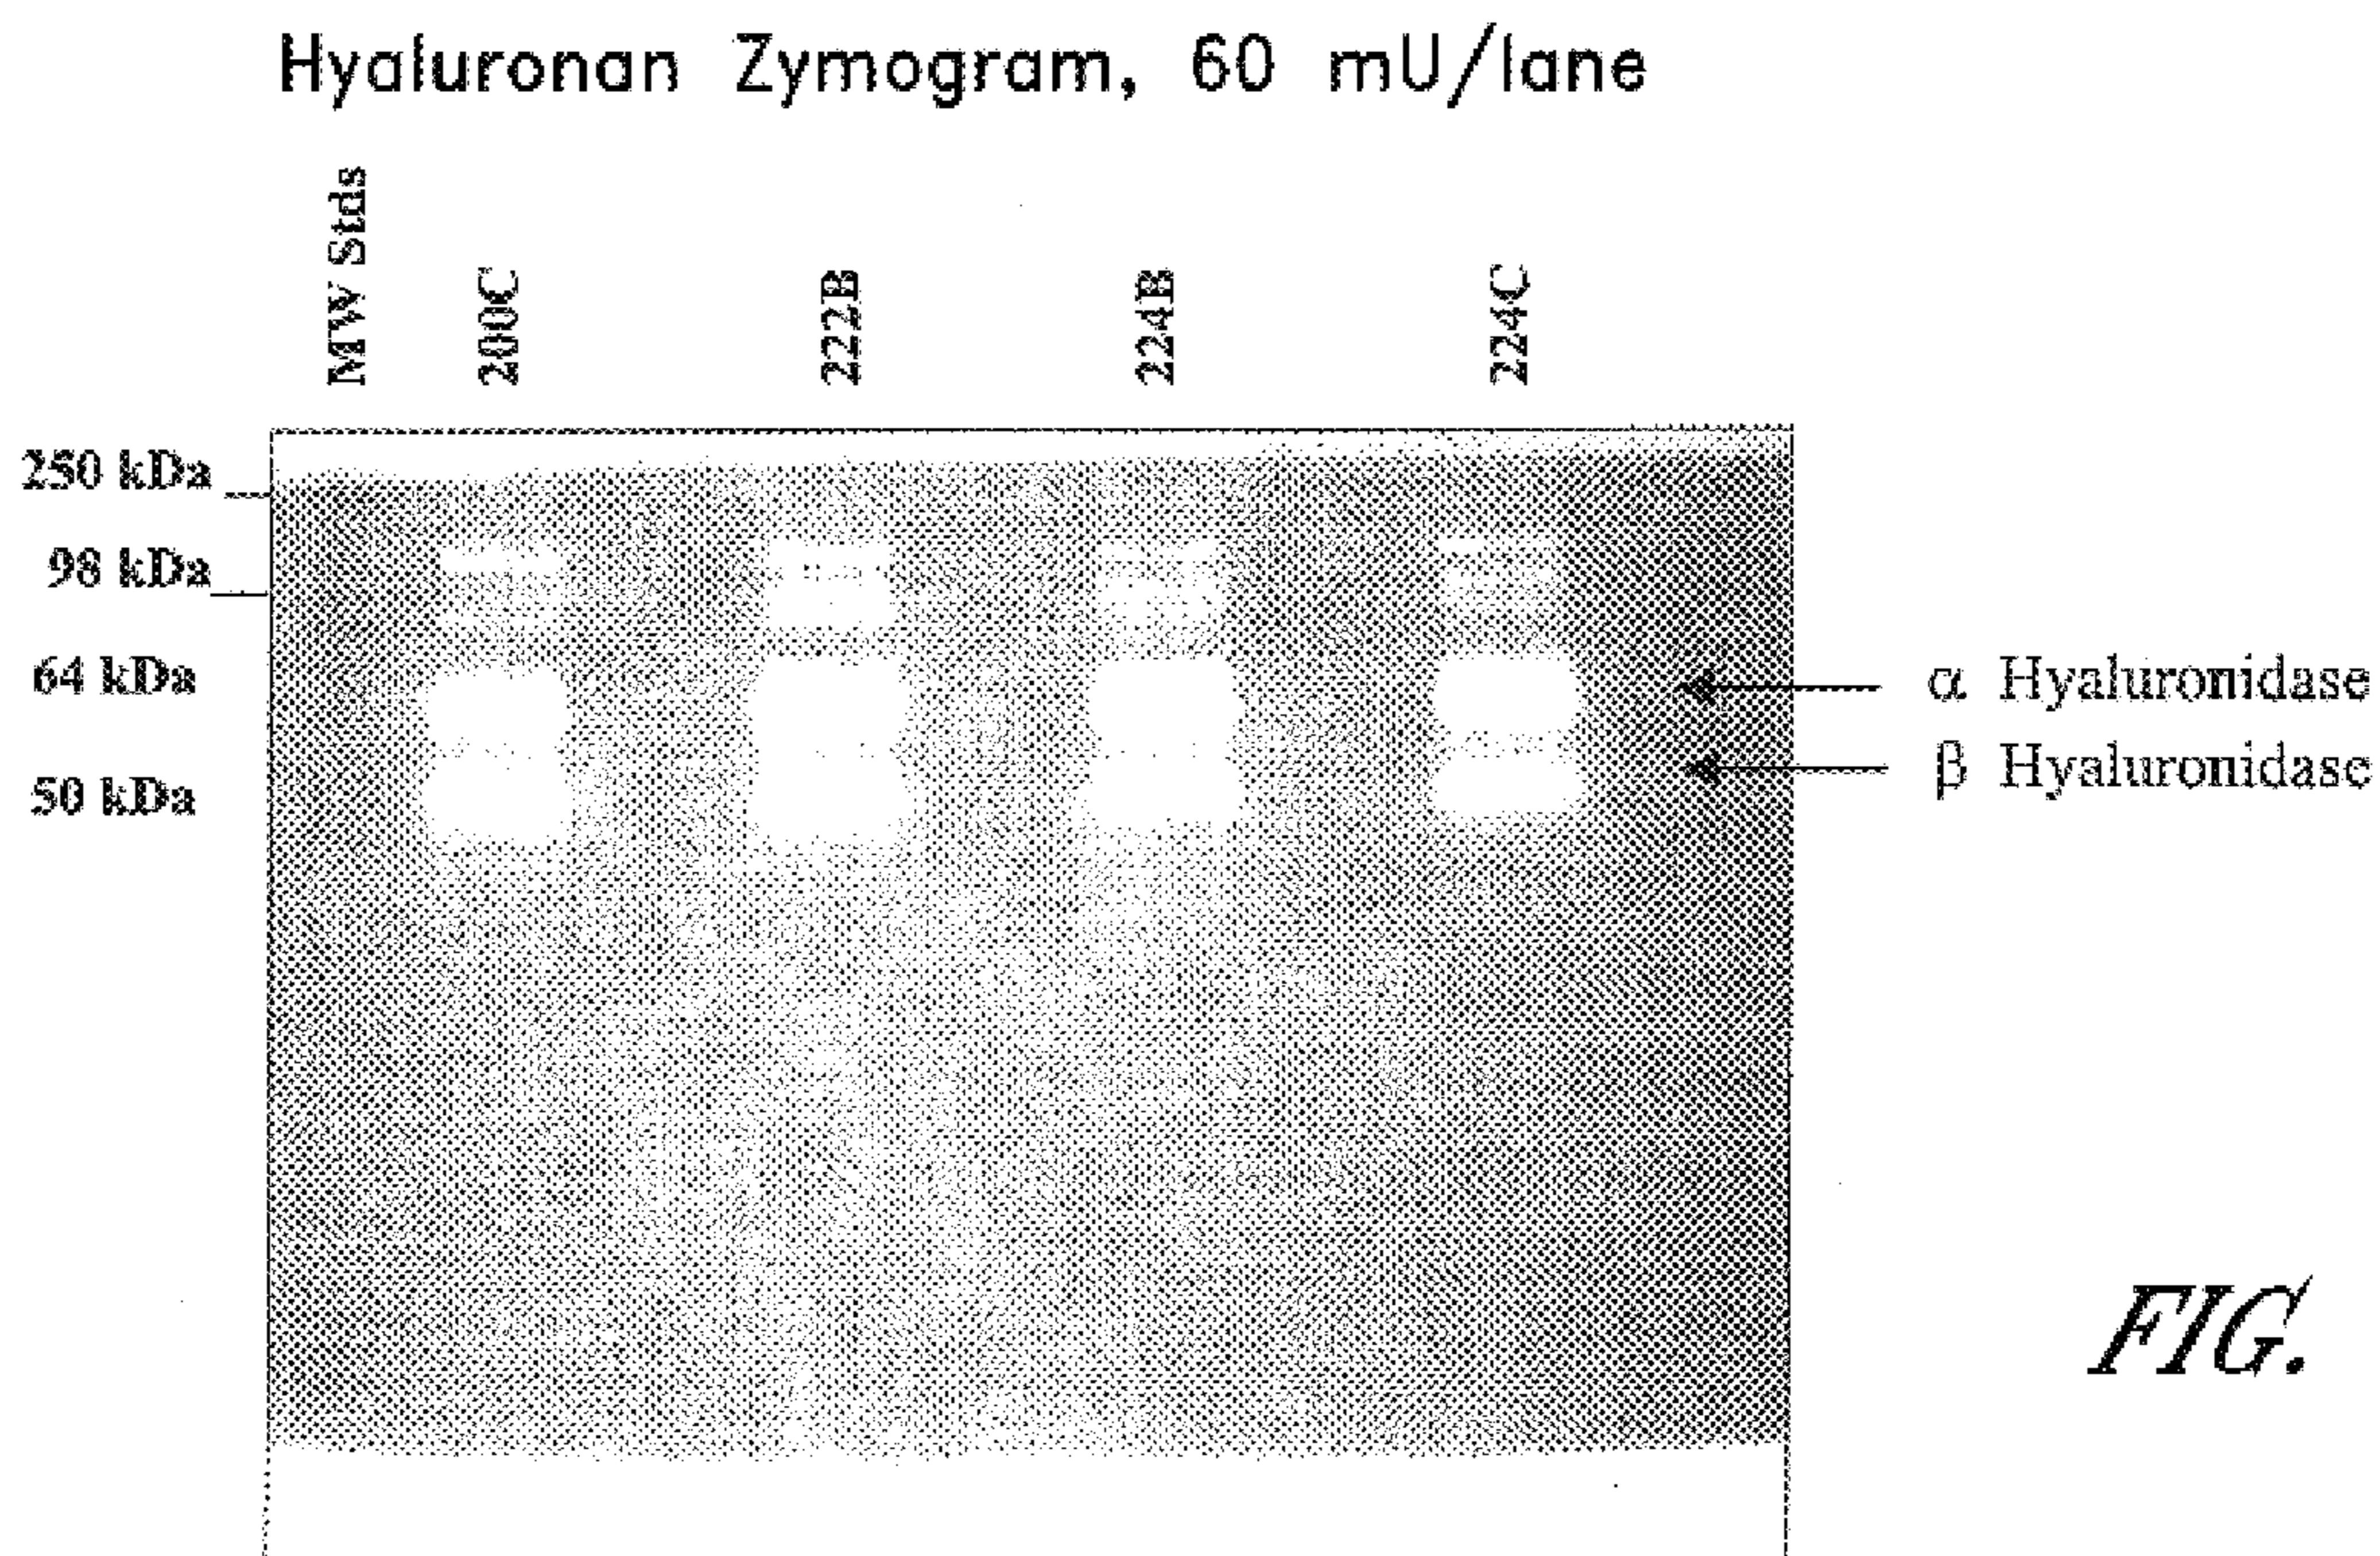 Hyaluronan Zymogram, 60 mU/lane
MW Stds
200C
222B
224B
224C
250 kDa
98 kDa
64 kDa
50 kDa
α Hyaluronidase
β Hyaluronidase
FIG.